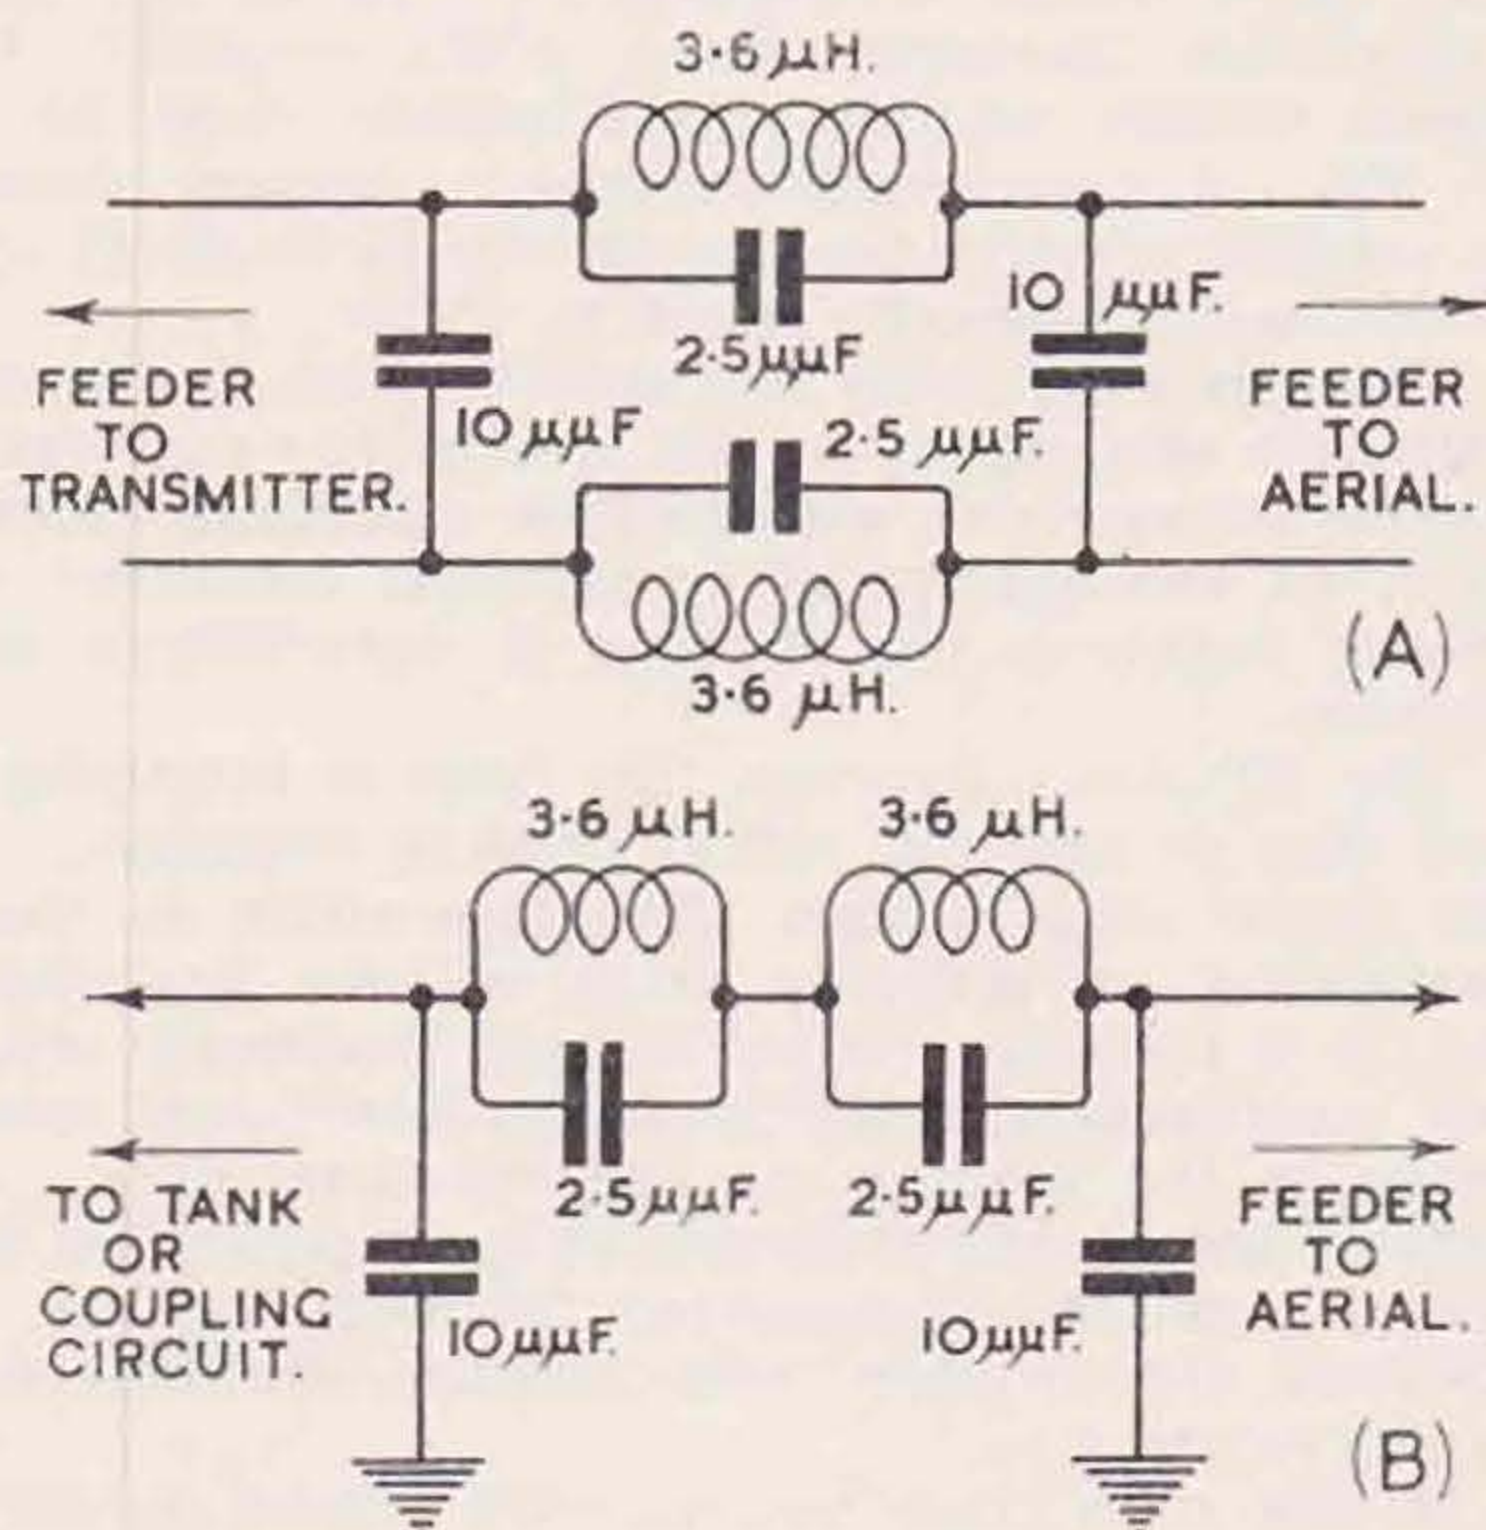 3·6 μH.
2·5 μμF
10 μμF.
FEEDER
TO
TRANSMITTER.
10 μμF
2·5 μμF.
FEEDER
TO
AERIAL.
3·6 μH.
(A)
3·6 μH.
3·6 μH.
2·5 μμF.
2·5 μμF.
TO TANK
OR
COUPLING
CIRCUIT.
10 μμF.
10 μμF.
FEEDER
TO
AERIAL.
(B)